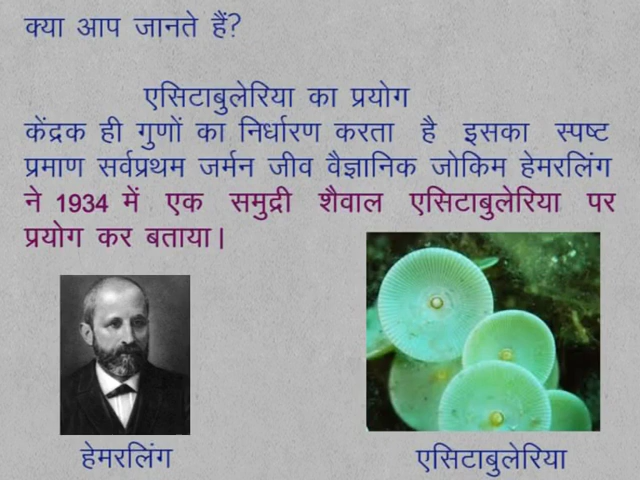 क्या आप जानते हैं?
एसिटाबुलेरिया का प्रयोग
केंद्रक ही गुणों का निर्धारण करता है इसका स्पष्ट
प्रमाण सर्वप्रथम जर्मन जीव वैज्ञानिक जोकिम हेमरलिंग
ने 1934 में एक समुद्री शैवाल एसिटाबुलेरिया पर
प्रयोग कर बताया।
हेमरलिंग
एसिटाबुलेरिया